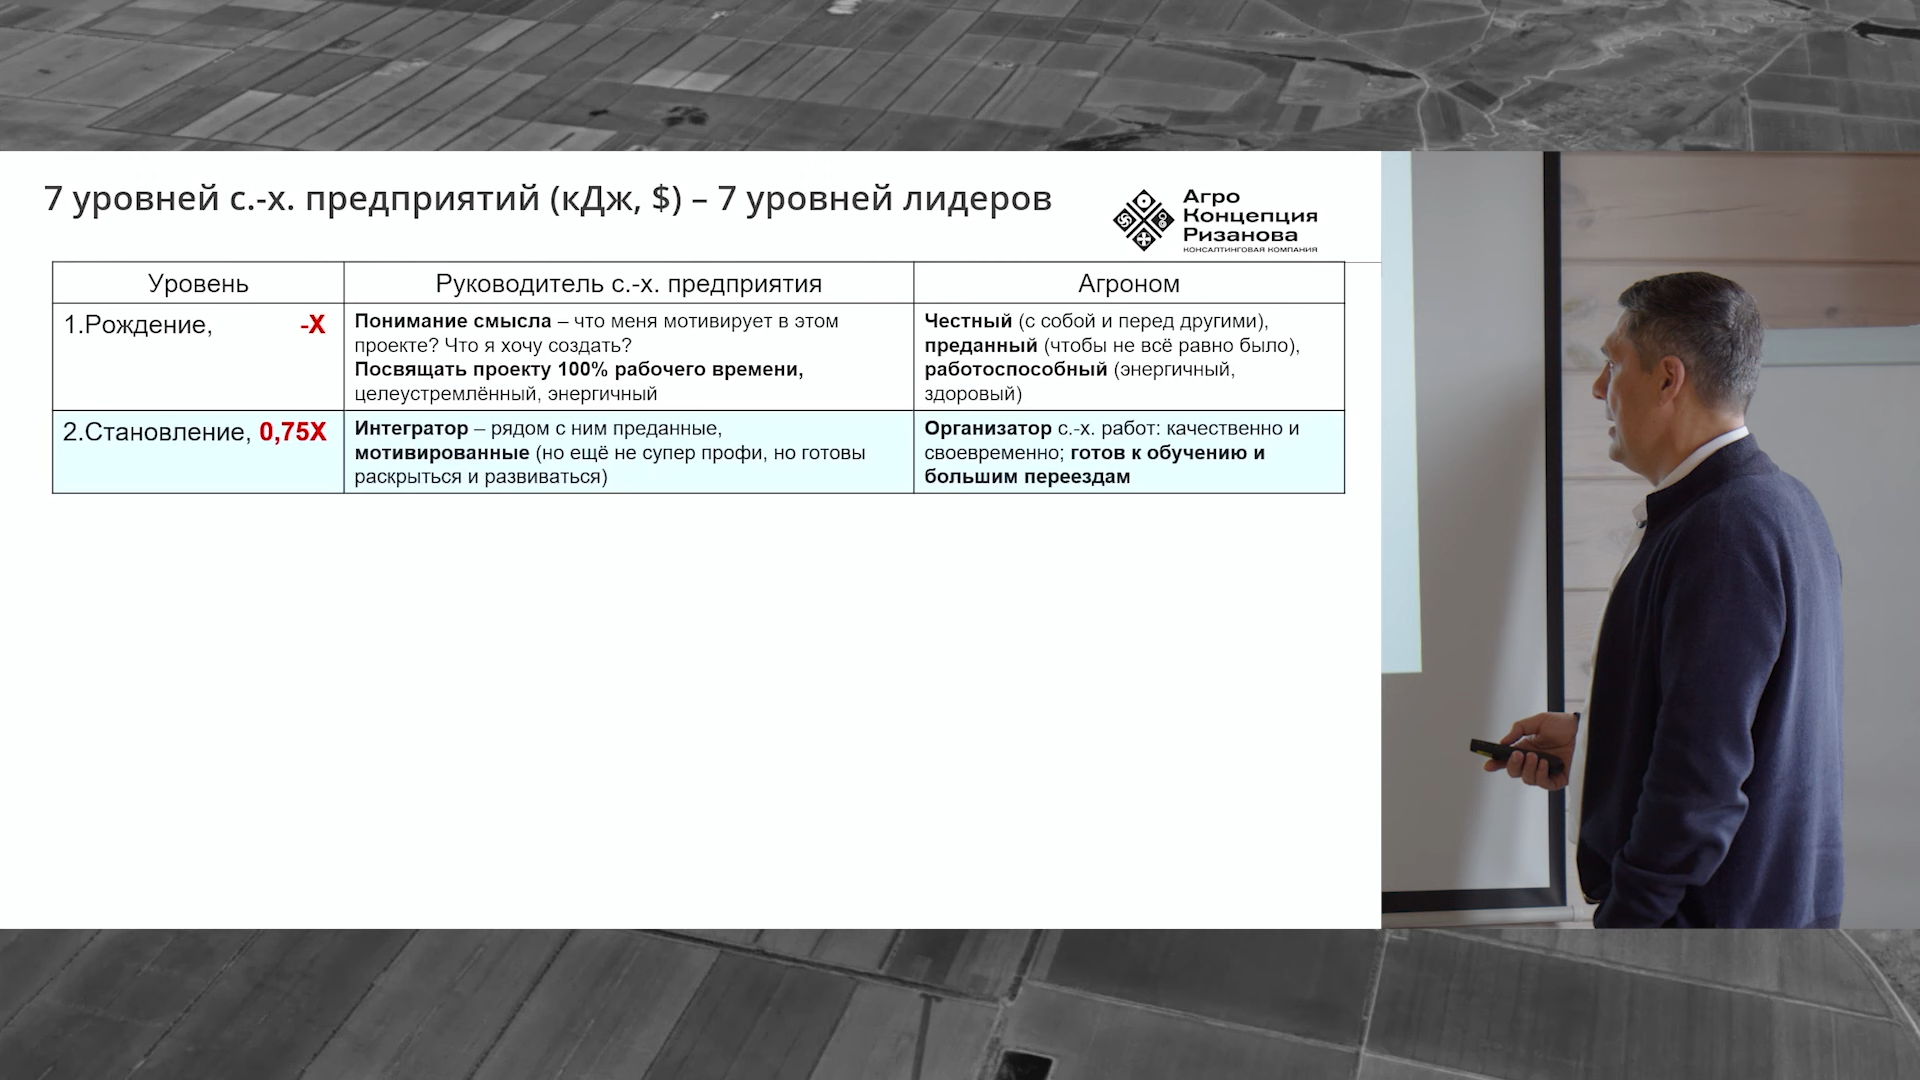 7 уровней с.-х. предприятий (кДж, $) – 7 уровней лидеров
Агро
Концепция
Ризанова
КОНСАЛТИНГОВАЯ КОМПАНИЯ
Уровень
Руководитель с.-х. предприятия
Агроном
1.Рождение, -X
Понимание смысла – что меня мотивирует в этом
проекте? Что я хочу создать?
Посвящать проекту 100% рабочего времени,
целеустремлённый, энергичный
Честный (с собой и перед другими),
преданный (чтобы не всё равно было),
работоспособный (энергичный,
здоровый)
2.Становление, 0,75X
Интегратор – рядом с ним преданные,
мотивированные (но ещё не супер профи, но готовы
раскрыться и развиваться)
Организатор с.-х. работ: качественно и
своевременно; готов к обучению и
большим переездам